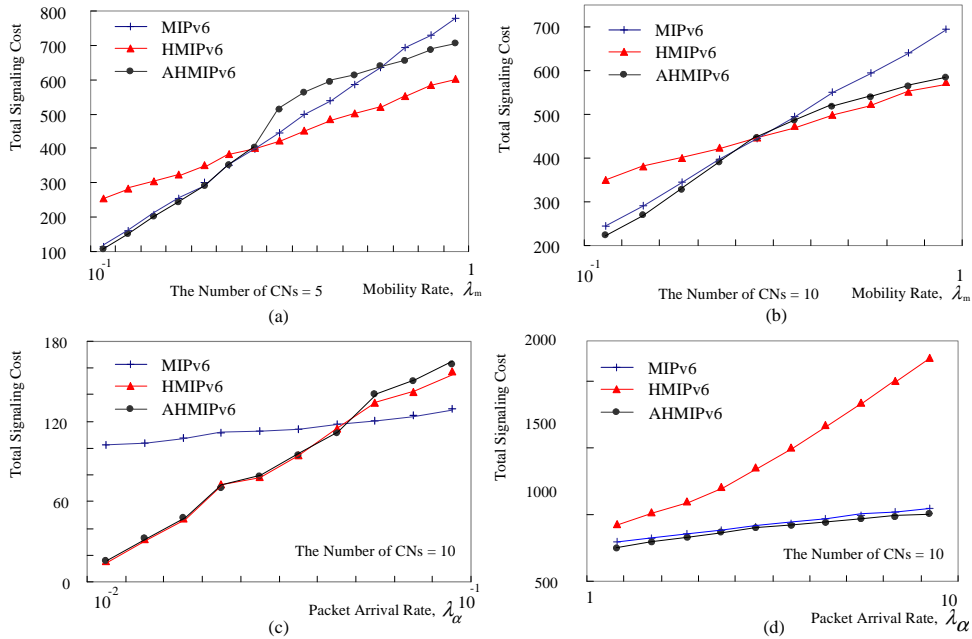 (a)
800
700
600
500
400
300
200
100
Total Signaling Cost
MIPv6
HMIPv6
AHMIPv6
10-1
1
The Number of CNs = 5
Mobility Rate, λm
(a)
700
600
500
400
300
200
Total Signaling Cost
MIPv6
HMIPv6
AHMIPv6
10-1
1
The Number of CNs = 10
Mobility Rate, λm
(b)
180
120
60
0
Total Signaling Cost
MIPv6
HMIPv6
AHMIPv6
The Number of CNs = 10
10-2
10-1
Packet Arrival Rate, λα
(c)
2000
1500
1000
500
Total Signaling Cost
MIPv6
HMIPv6
AHMIPv6
The Number of CNs = 10
1
10
Packet Arrival Rate, λα
(d)